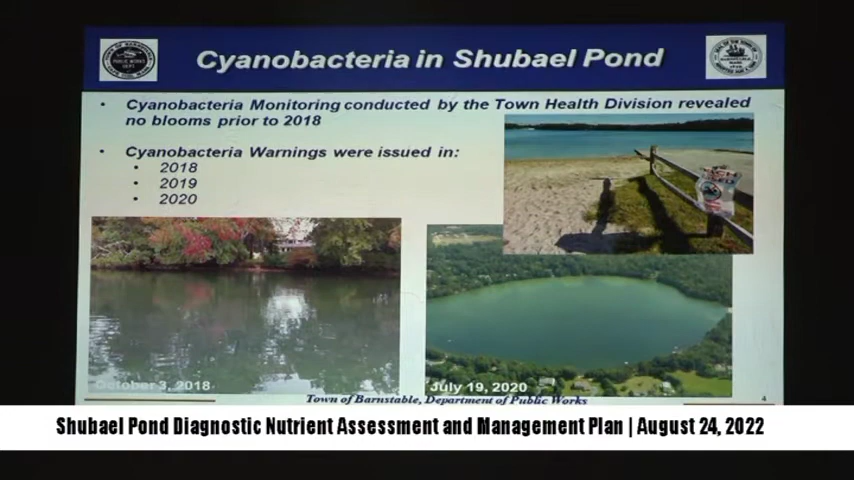 Cyanobacteria in Shubael Pond
• Cyanobacteria Monitoring conducted by the Town Health Division revealed
no blooms prior to 2018
• Cyanobacteria Warnings were issued in:
• 2018
• 2019
• 2020
October 3, 2018
July 19, 2020
Town of Barnstable, Department of Public Works
4
Shubael Pond Diagnostic Nutrient Assessment and Management Plan | August 24, 2022